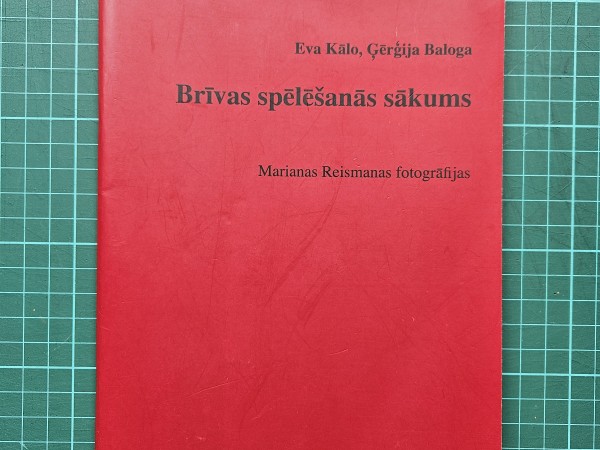 Eva Kālo, Ģērģija Baloga
Brīvas spēlēšanās sākums
Marianas Reismanas fotogrāfijas